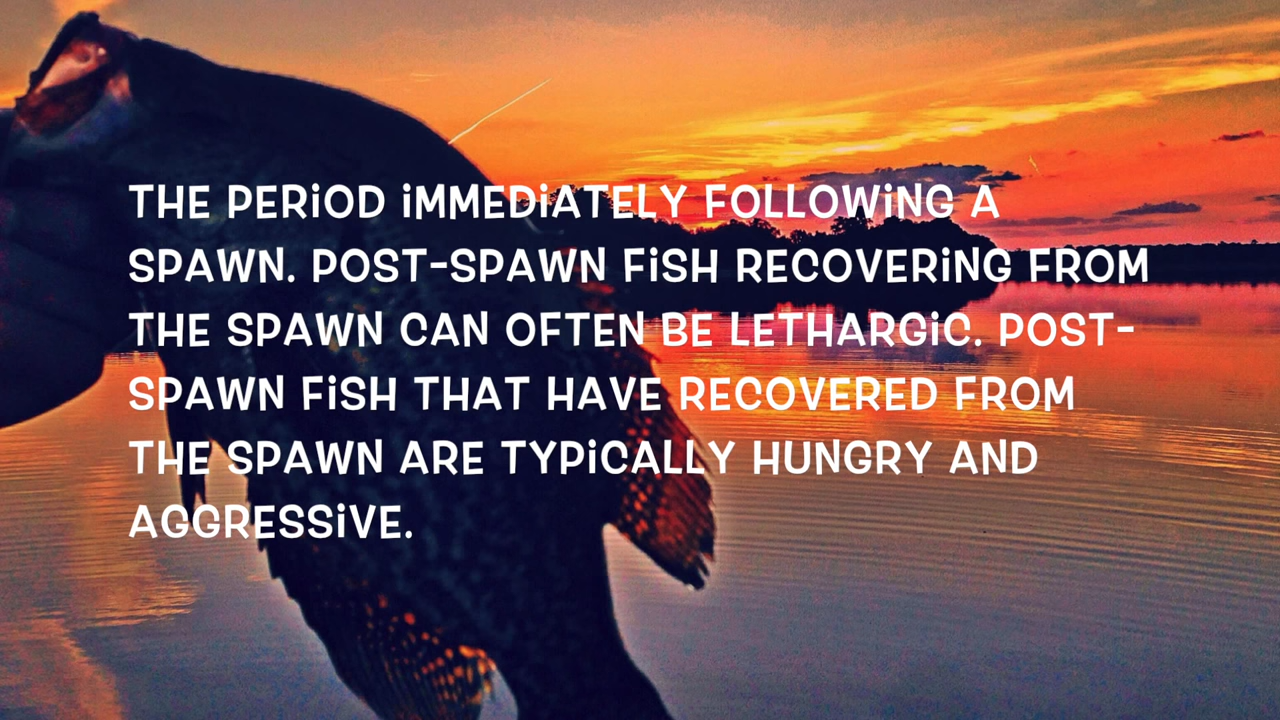 THE PERiOD iMMEDiATELY FOLLOWiNG A
SPAWN. POST-SPAWN FiSH RECOVERiNG FROM
THE SPAWN CAN OFTEN BE LETHARGiC. POST-
SPAWN FiSH THAT HAVE RECOVERED FROM
THE SPAWN ARE TYPiCALLY HUNGRY AND
AGGRESSiVE.